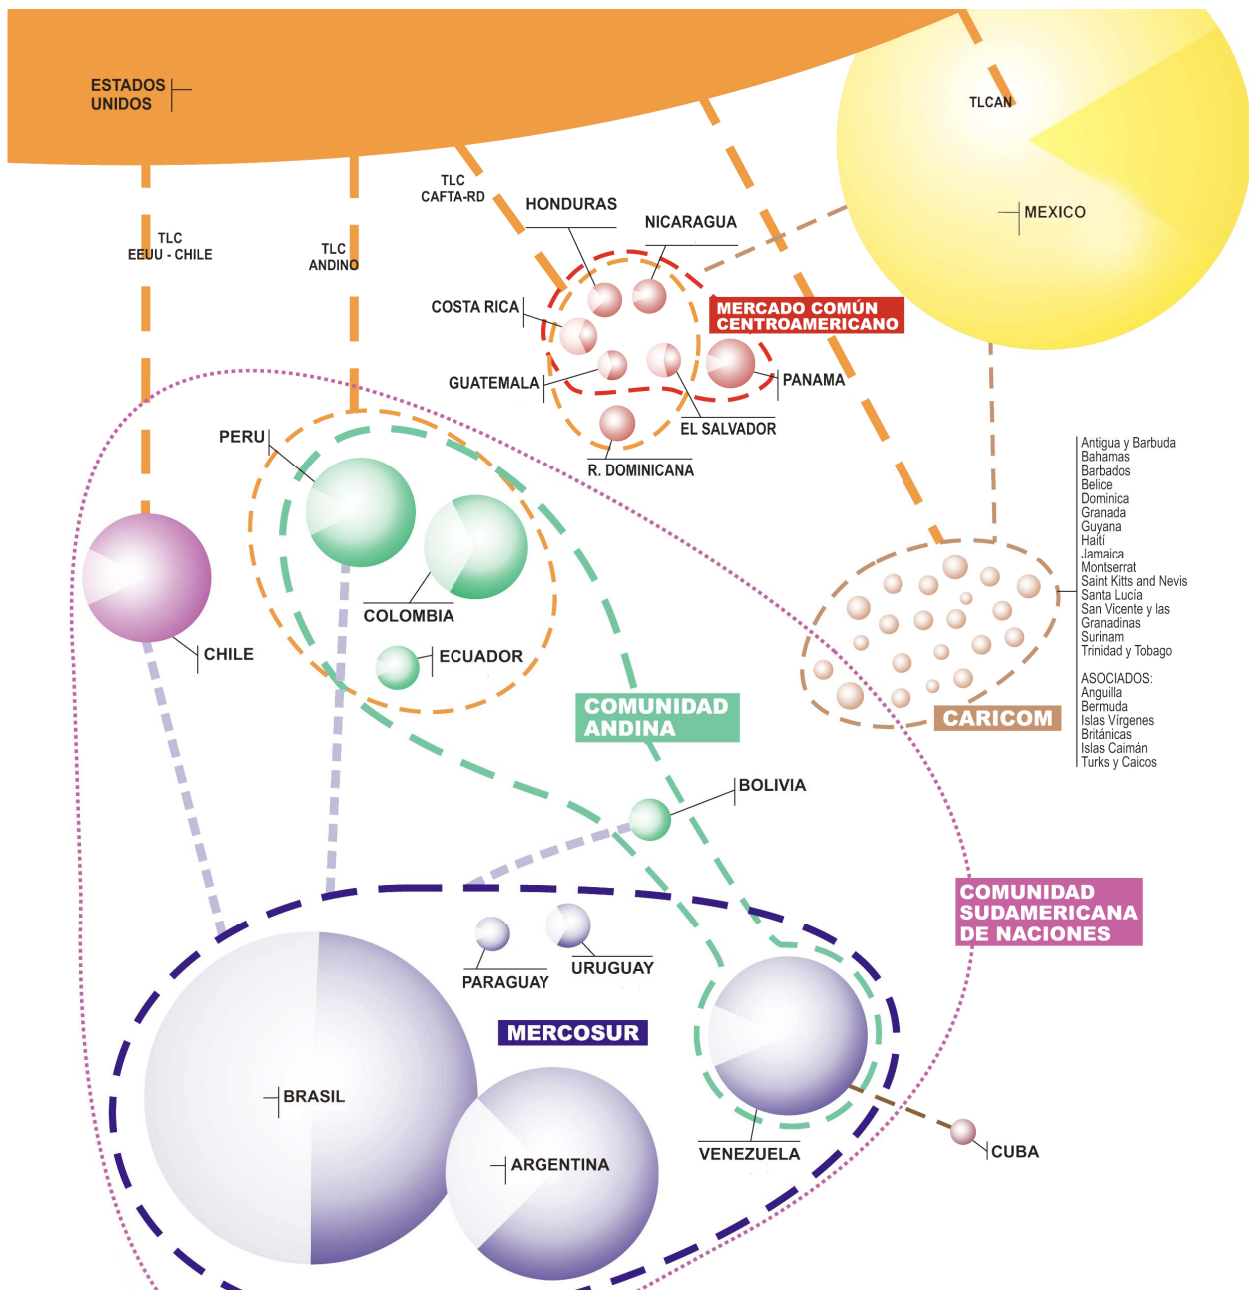 ESTADOS
UNIDOS
TLCAN
MEXICO
TLC
CAFTA-RD
HONDURAS
NICARAGUA
TLC
EEUU - CHILE
TLC
ANDINO
COSTA RICA
MERCADO COMÚN
CENTROAMERICANO
GUATEMALA
PANAMA
EL SALVADOR
R. DOMINICANA
PERU
COLOMBIA
ECUADOR
CHILE
Antigua y Barbuda
Bahamas
Barbados
Belice
Dominica
Granada
Guyana
Haití
Jamaica
Montserrat
Saint Kitts and Nevis
Santa Lucía
San Vicente y las
Granadinas
Surinam
Trinidad y Tobago
ASOCIADOS:
Anguilla
Bermuda
Islas Vírgenes
Británicas
Islas Caimán
Turks y Caicos
CARICOM
COMUNIDAD
ANDINA
BOLIVIA
COMUNIDAD
SUDAMERICANA
DE NACIONES
PARAGUAY
URUGUAY
MERCOSUR
BRASIL
ARGENTINA
VENEZUELA
CUBA